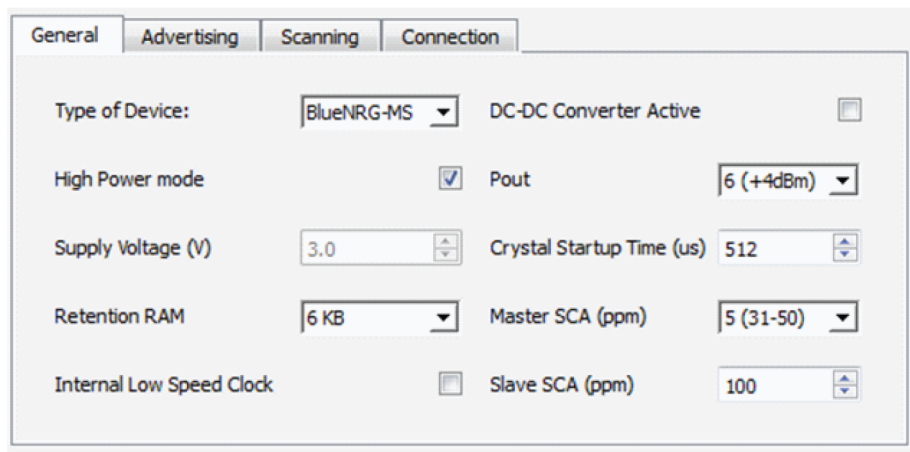 General Advertising Scanning Connection
Type of Device: BlueNRG-MS DC-DC Converter Active
High Power mode Pout 6 (+4dBm)
Supply Voltage (V) 3.0 Crystal Startup Time (us) 512
Retention RAM 6 KB Master SCA (ppm) 5 (31-50)
Internal Low Speed Clock Slave SCA (ppm) 100